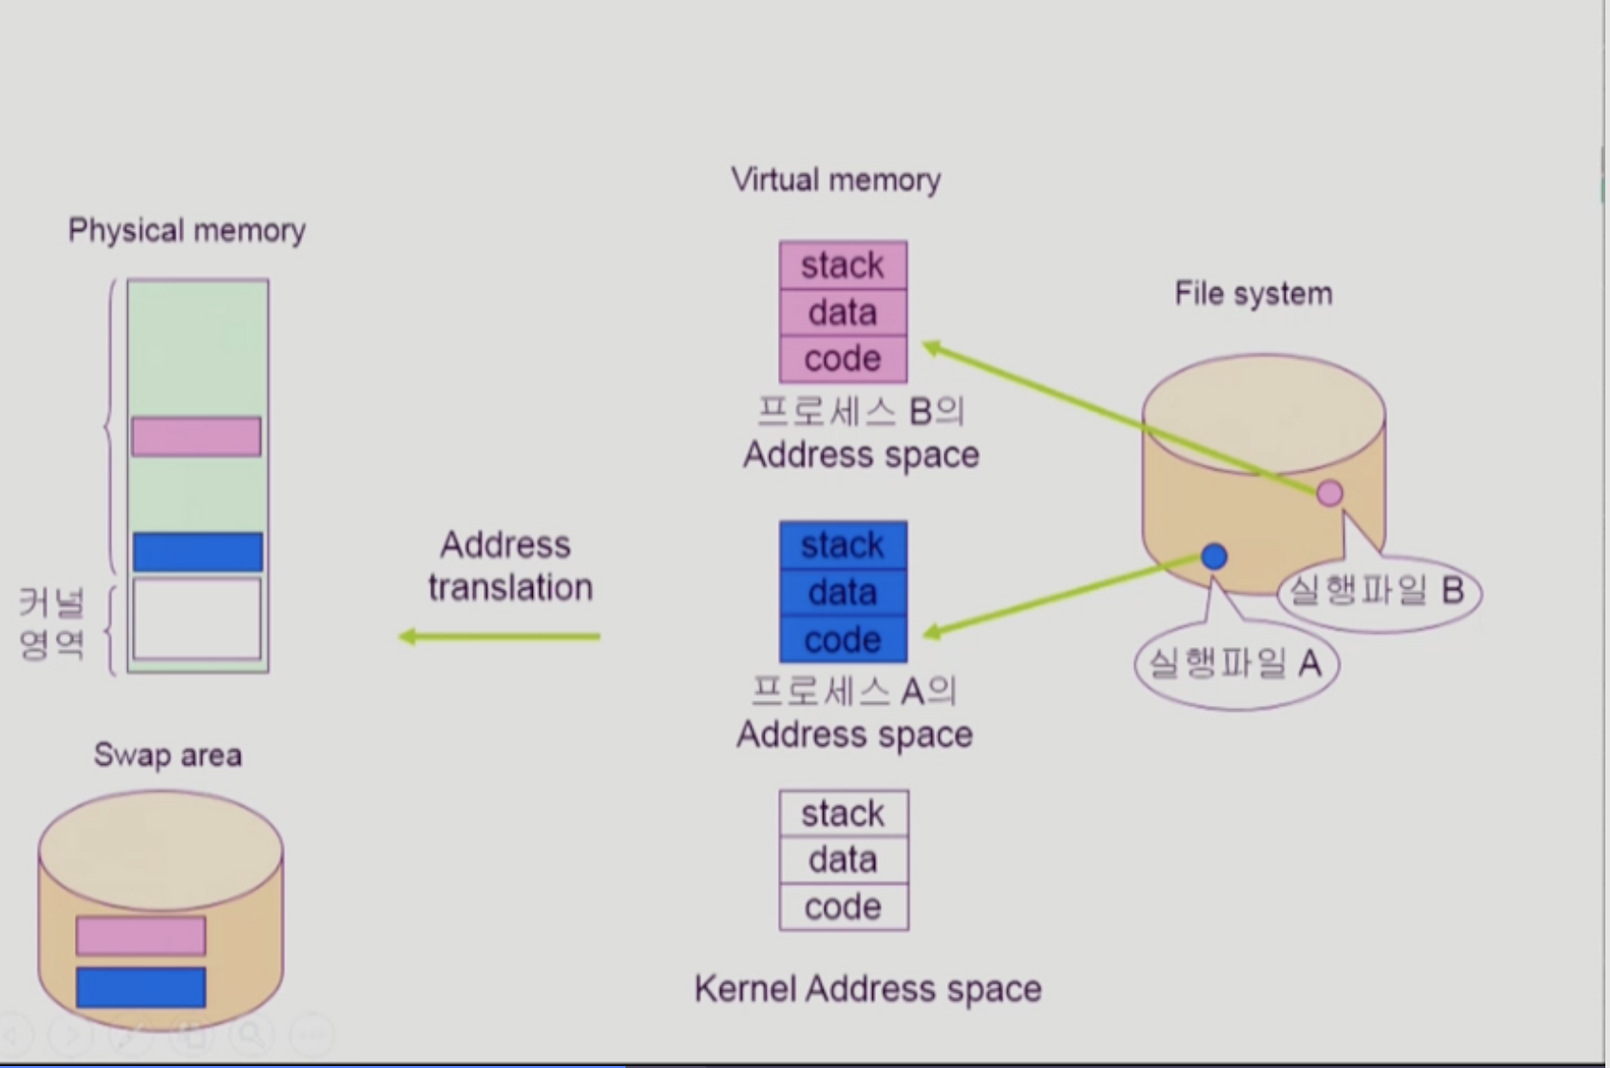 Virtual memory
Physical memory
stack
data
code
프로세스 B의
Address space
File system
Address
translation
stack
data
code
프로세스 A의
Address space
실행파일 B
실행파일 A
커널
영역
Swap area
stack
data
code
Kernel Address space